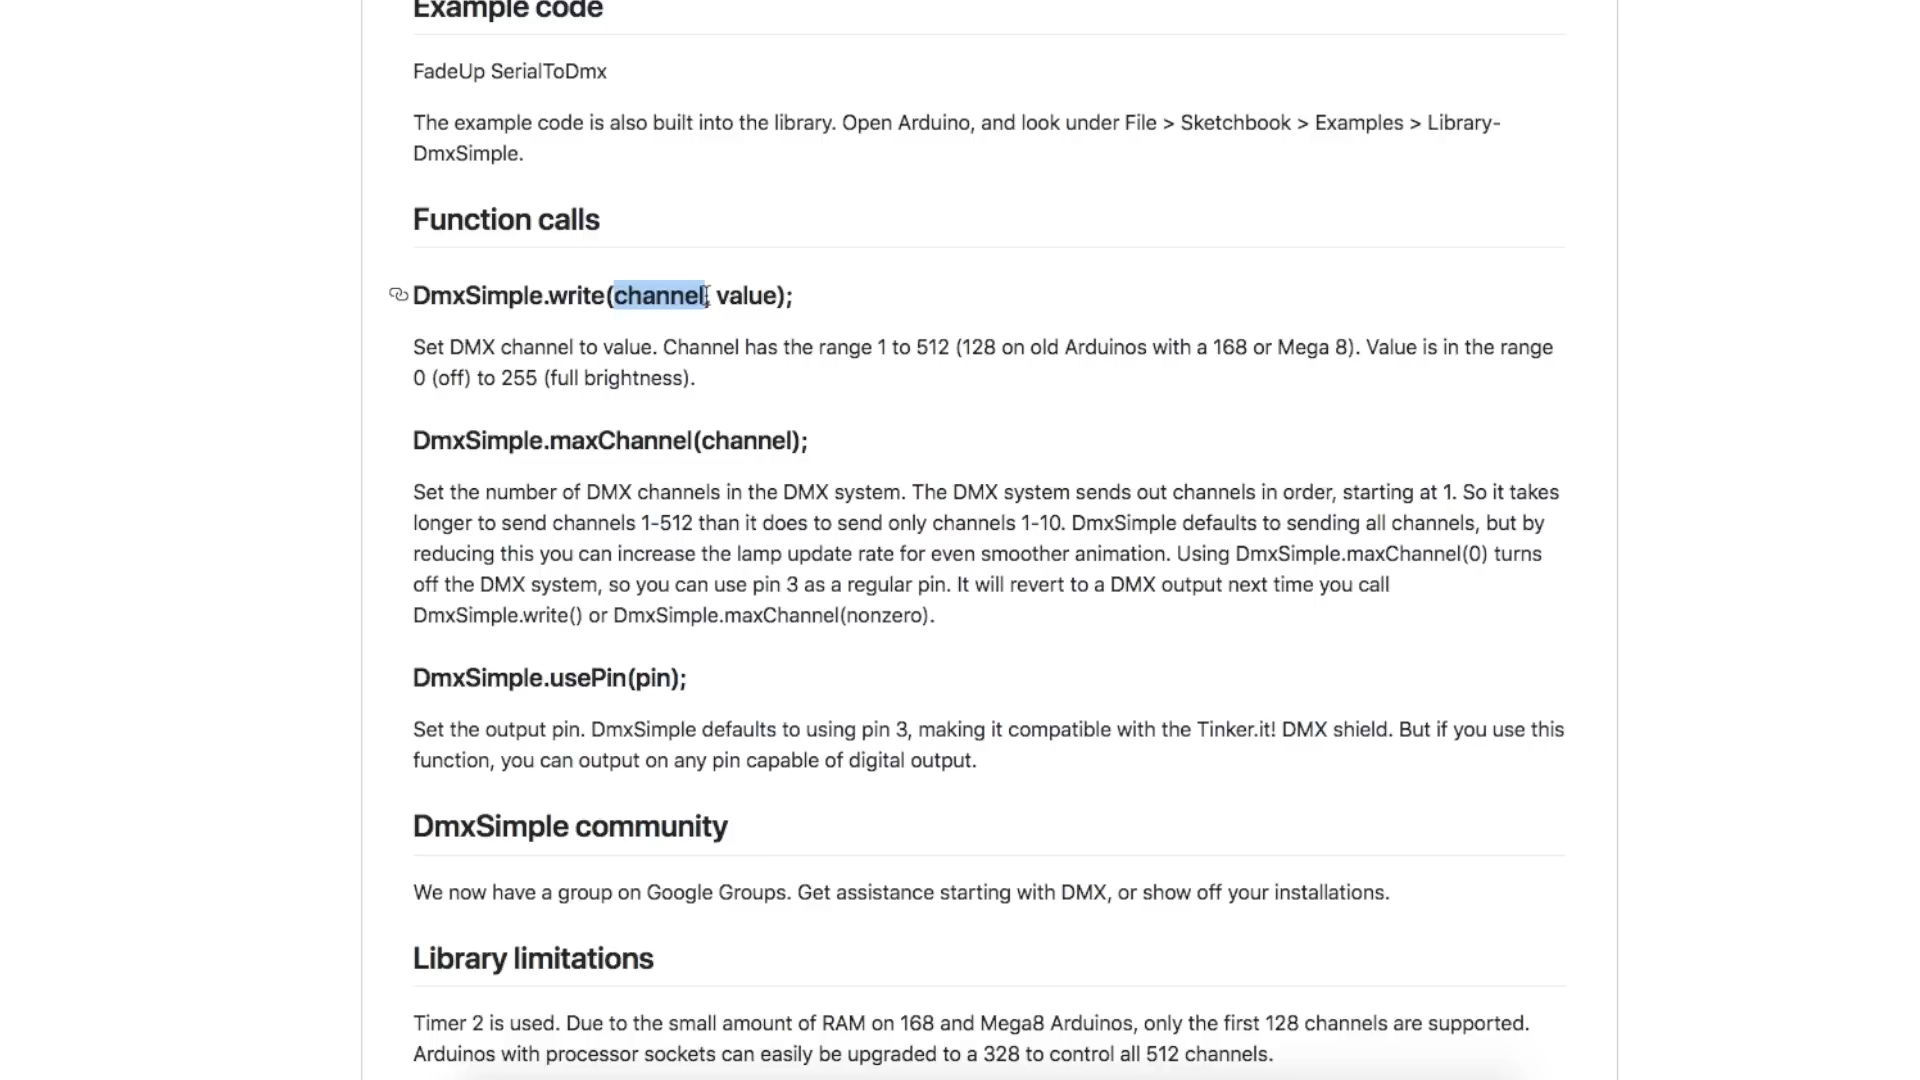 Example code
FadeUp SerialToDmx
The example code is also built into the library. Open Arduino, and look under File > Sketchbook > Examples > Library-
DmxSimple.
Function calls
DmxSimple.write(channel, value);
Set DMX channel to value. Channel has the range 1 to 512 (128 on old Arduinos with a 168 or Mega 8). Value is in the range
0 (off) to 255 (full brightness).
DmxSimple.maxChannel(channel);
Set the number of DMX channels in the DMX system. The DMX system sends out channels in order, starting at 1. So it takes
longer to send channels 1-512 than it does to send only channels 1-10. DmxSimple defaults to sending all channels, but by
reducing this you can increase the lamp update rate for even smoother animation. Using DmxSimple.maxChannel(0) turns
off the DMX system, so you can use pin 3 as a regular pin. It will revert to a DMX output next time you call
DmxSimple.write() or DmxSimple.maxChannel(nonzero).
DmxSimple.usePin(pin);
Set the output pin. DmxSimple defaults to using pin 3, making it compatible with the Tinker.it! DMX shield. But if you use this
function, you can output on any pin capable of digital output.
DmxSimple community
We now have a group on Google Groups. Get assistance starting with DMX, or show off your installations.
Library limitations
Timer 2 is used. Due to the small amount of RAM on 168 and Mega8 Arduinos, only the first 128 channels are supported.
Arduinos with processor sockets can easily be upgraded to a 328 to control all 512 channels.